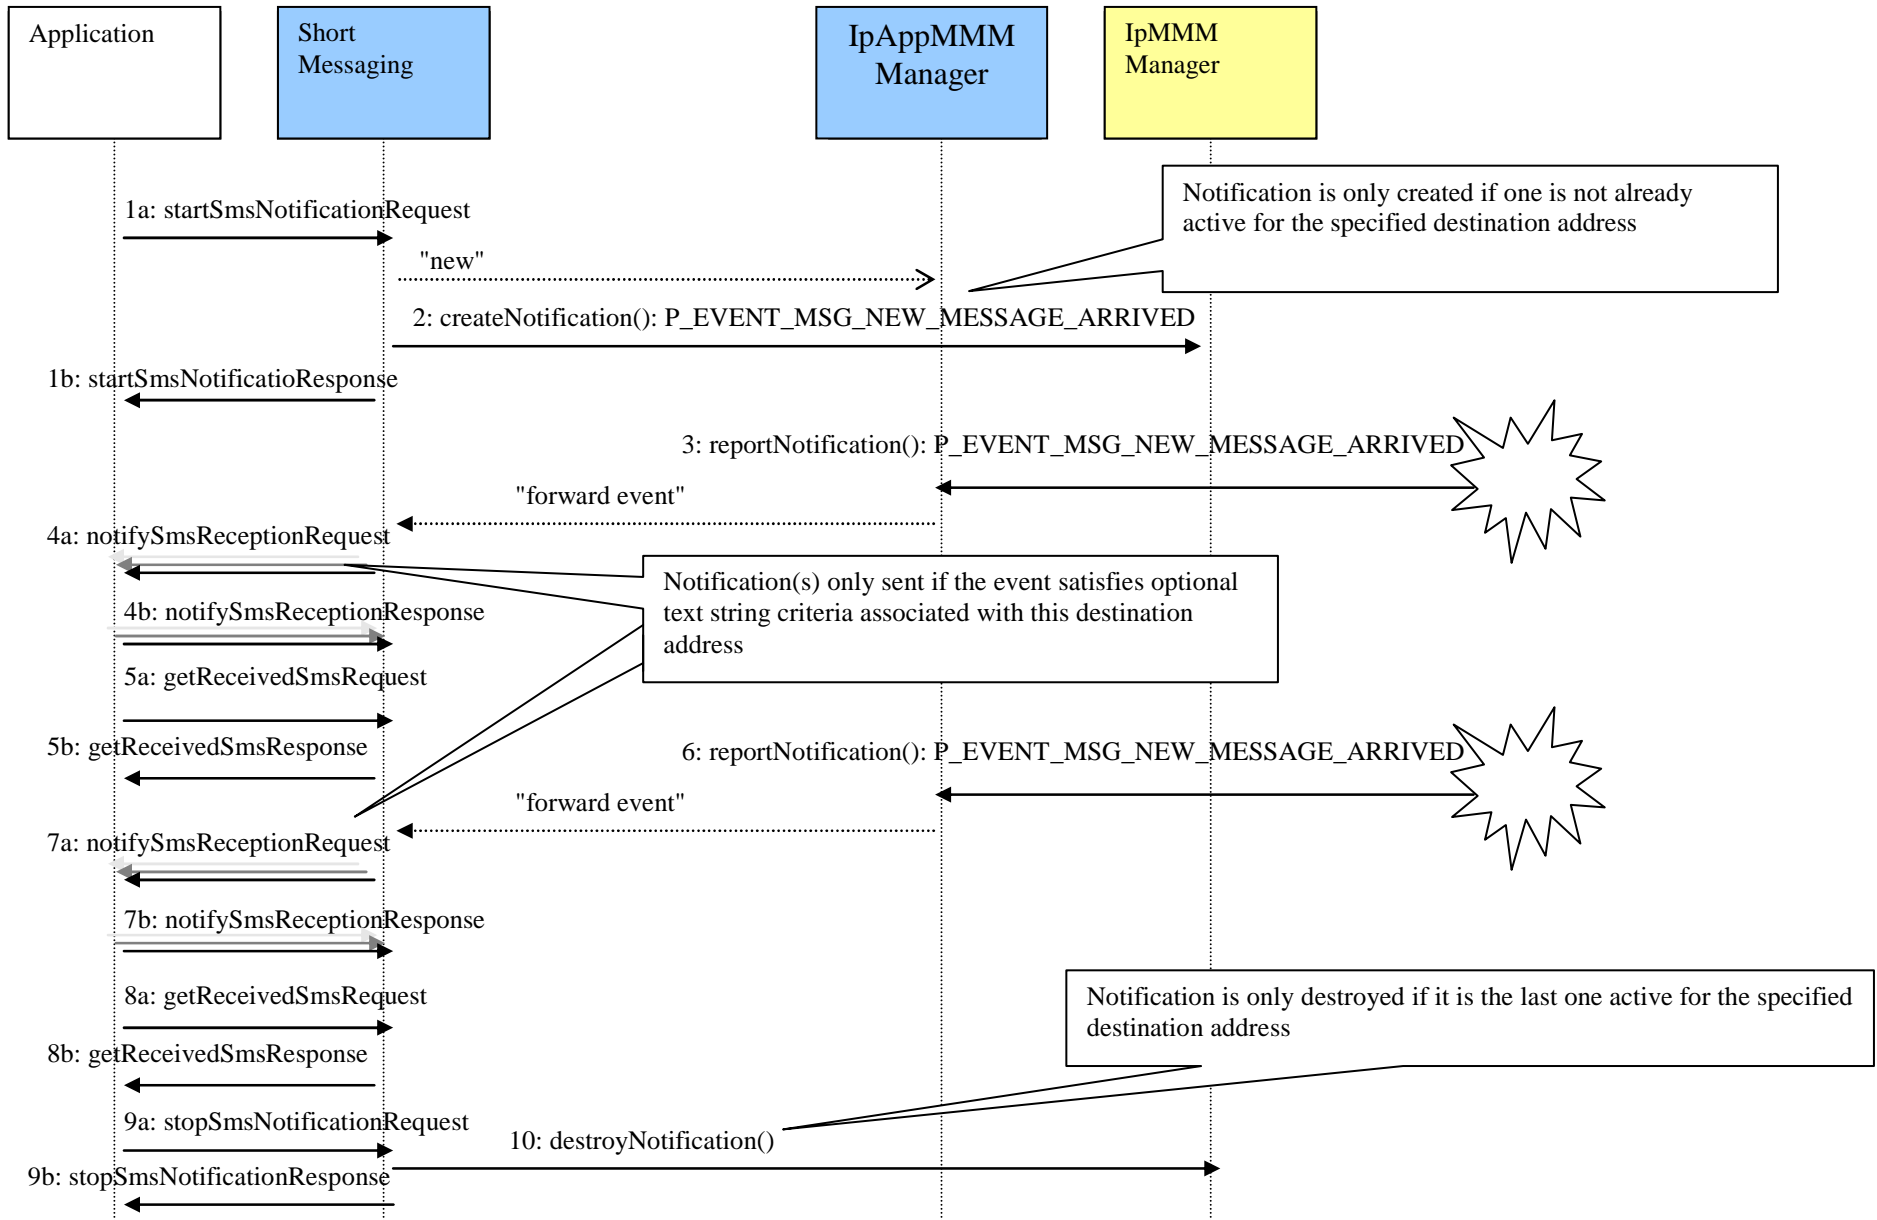 Application
Short
Messaging
IpAppMMM
Manager
IpMMM
Manager
Notification is only created if one is not already
active for the specified destination address
1a: startSmsNotificationRequest
"new"
2: createNotification(): P_EVENT_MSG_NEW_MESSAGE_ARRIVED
1b: startSmsNotificatioResponse
3: reportNotification(): P_EVENT_MSG_NEW_MESSAGE_ARRIVED
"forward event"
4a: notifySmsReceptionRequest
Notification(s) only sent if the event satisfies optional
text string criteria associated with this destination
address
4b: notifySmsReceptionResponse
5a: getReceivedSmsRequest
5b: getReceivedSmsResponse
6: reportNotification(): P_EVENT_MSG_NEW_MESSAGE_ARRIVED
"forward event"
7a: notifySmsReceptionRequest
7b: notifySmsReceptionResponse
8a: getReceivedSmsRequest
Notification is only destroyed if it is the last one active for the specified
destination address
8b: getReceivedSmsResponse
9a: stopSmsNotificationRequest
10: destroyNotification()
9b: stopSmsNotificationResponse